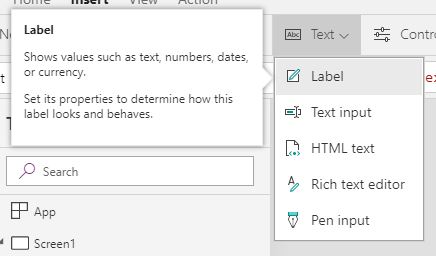 Home Insert View Action
Label
Shows values such as text, numbers, dates,
or currency.
Set its properties to determine how this
label looks and behaves.
Abc Text
Label
Text input
HTML text
Rich text editor
Pen input
Search
App
Screen1